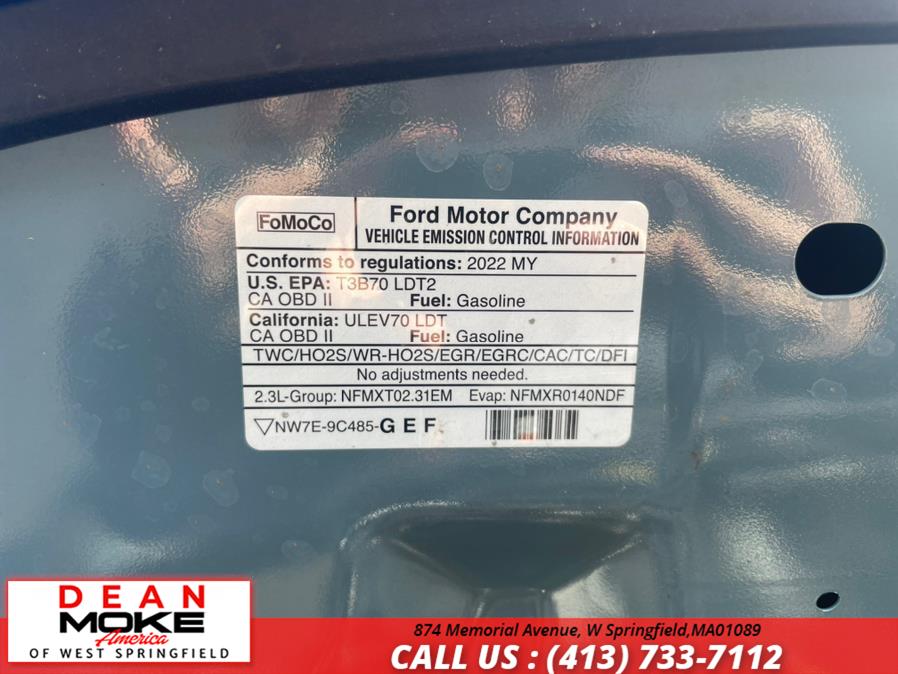 FoMoCo
Ford Motor Company
VEHICLE EMISSION CONTROL INFORMATION
Conforms to regulations: 2022 MY
U.S. EPA: T3B70 LDT2
CA OBD II Fuel: Gasoline
California: ULEV70 LDT
CA OBD II Fuel: Gasoline
TWC/HO2S/WR-HO2S/EGR/EGRC/CAC/TC/DFI
No adjustments needed.
2.3L-Group: NFMXT02.31EM Evap: NFMXR0140NDF
NW7E-9C485-G E F
DEAN
MOKE
America
OF WEST SPRINGFIELD
874 Memorial Avenue, W Springfield,MA01089
CALL US : (413) 733-7112